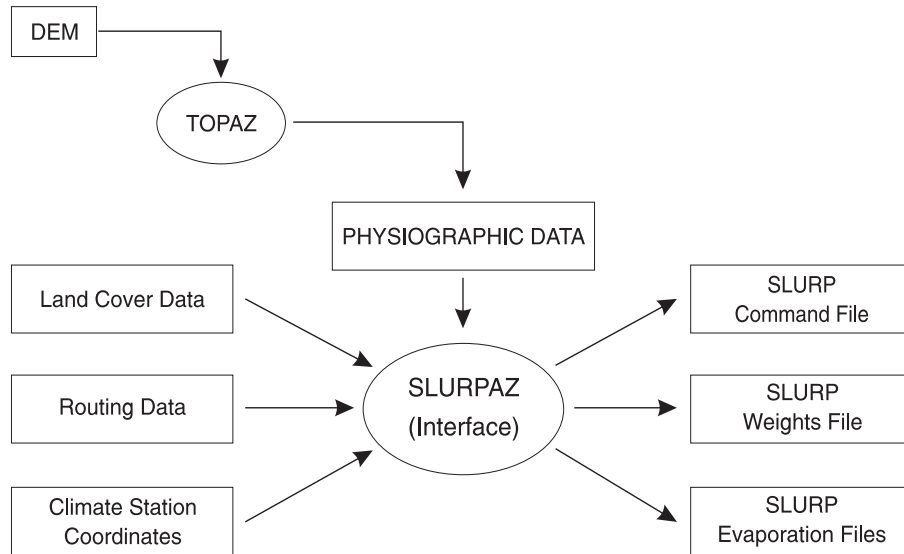 DEM
TOPAZ
PHYSIOGRAPHIC DATA
Land Cover Data
Routing Data
Climate Station
Coordinates
SLURPAZ
(Interface)
SLURP
Command File
SLURP
Weights File
SLURP
Evaporation Files